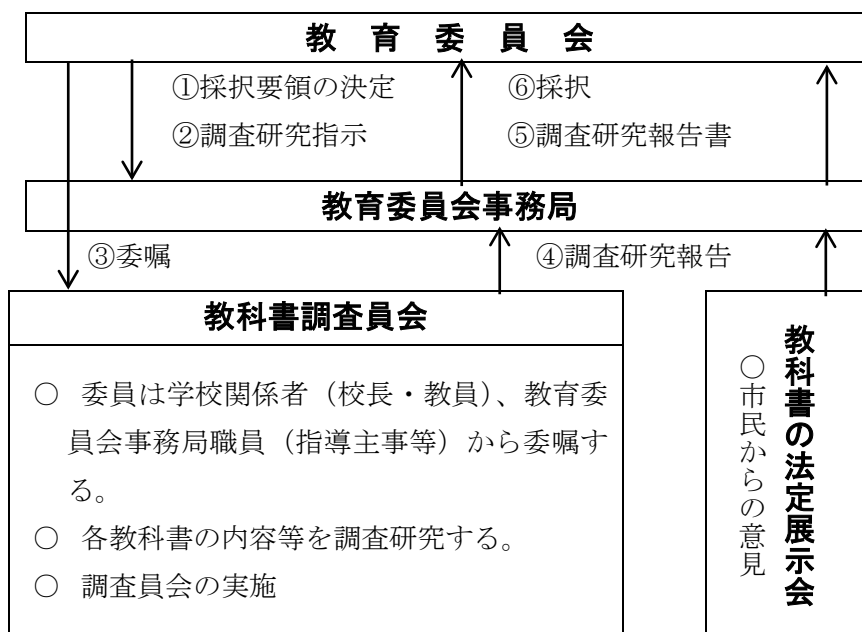 教 育 委 員 会
①採択要領の決定
⑥採択
②調査研究指示
⑤調査研究報告書
教育委員会事務局
③委嘱
④調査研究報告
教科書調査員会
○ 委員は学校関係者（校長・教員）、教育委
員会事務局職員（指導主事等）から委嘱す
る。
○ 各教科書の内容等を調査研究する。
○ 調査員会の実施
教科書の法定展示会
○市民からの意見